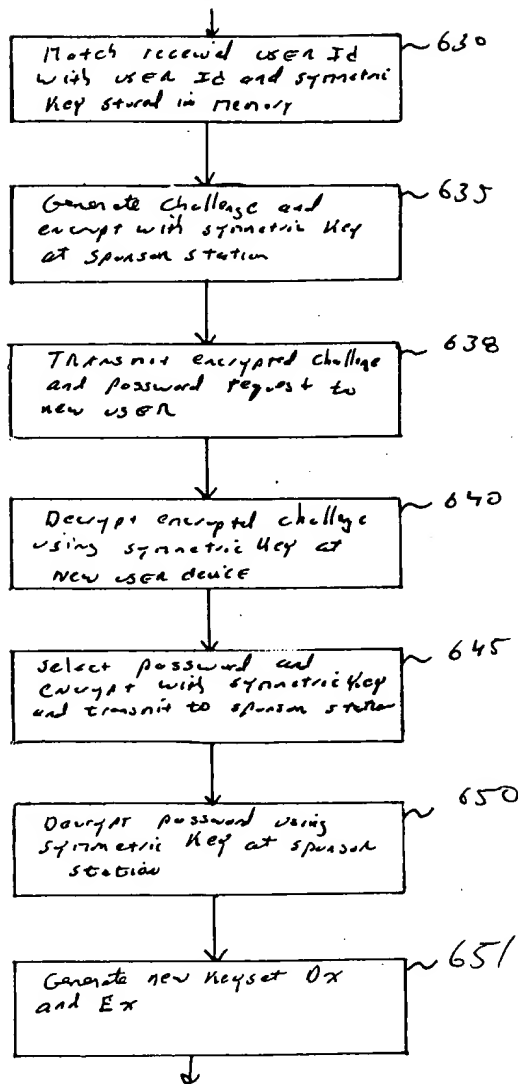 Match received USER Id
with USER Id and symmetric
Key stored in Memory
630
Generate challenge and
encrypt with symmetric Key
at sponsor station
635
TRANSmit encrypted challenge
and password request to
new USER
638
Decrypt encrypted challenge
using symmetric Key at
New USER device
640
Select password and
encrypt with symmetric Key
and transmit to sponsor station
645
Decrypt password using
symmetric Key at sponsor
station
650
Generate new Keyset Dx
and Ex
651